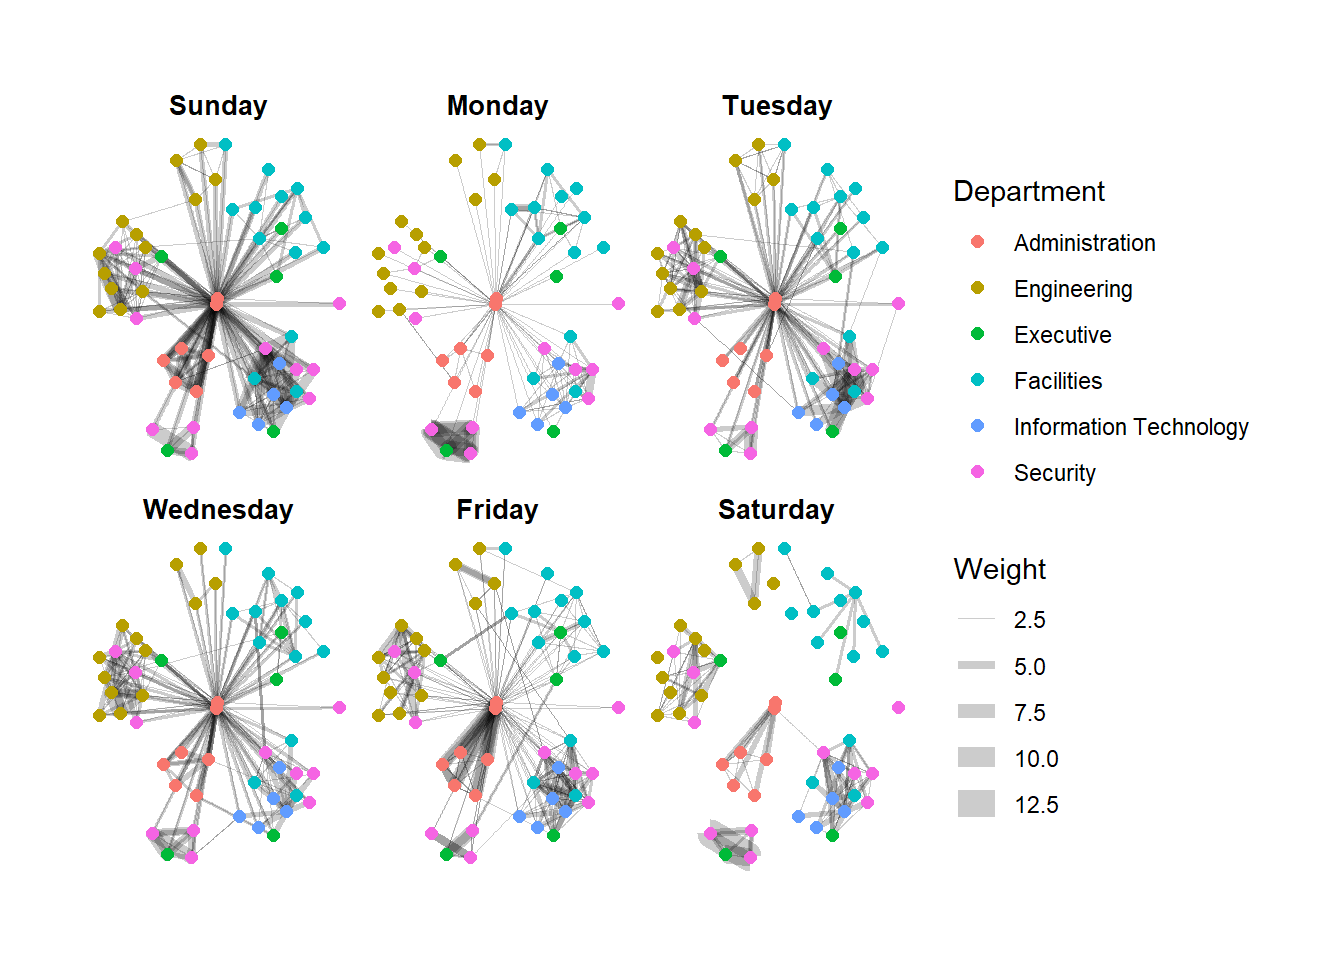 Sunday
Monday
Tuesday
Wednesday
Friday
Saturday
Department
Administration
Engineering
Executive
Facilities
Information Technology
Security
Weight
2.5
5.0
7.5
10.0
12.5